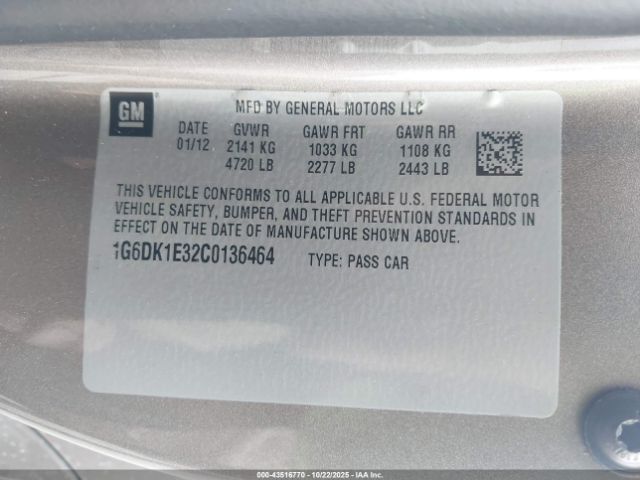 GM ®
MFD BY GENERAL MOTORS LLC
DATE GVWR GAWR FRT GAWR RR
01/12 2141 KG 1033 KG 1108 KG
4720 LB 2277 LB 2443 LB
THIS VEHICLE CONFORMS TO ALL APPLICABLE U.S. FEDERAL MOTOR
VEHICLE SAFETY, BUMPER, AND THEFT PREVENTION STANDARDS IN
EFFECT ON THE DATE OF MANUFACTURE SHOWN ABOVE.
1G6DK1E32C0136464 TYPE: PASS CAR
000-43516770 - 10/22/2025 - IAAI.COM